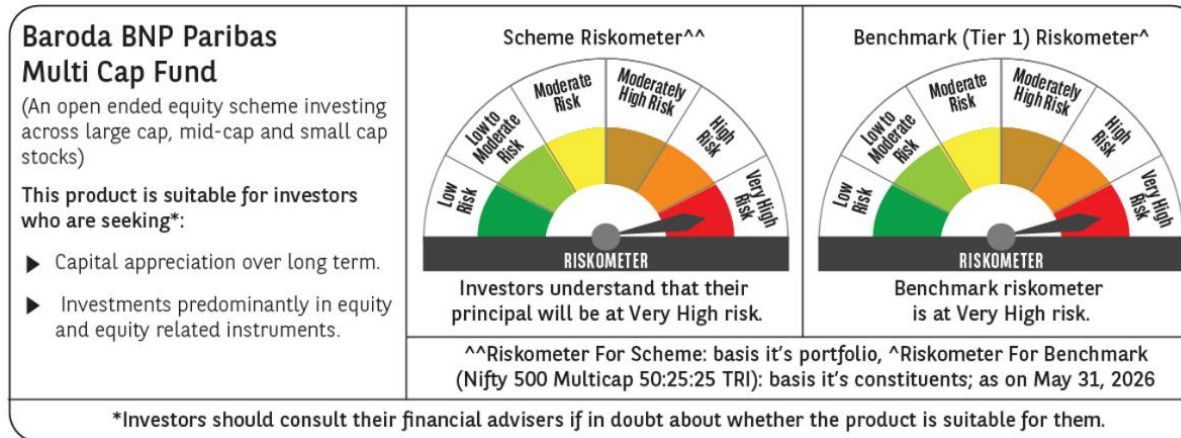 Baroda BNP Paribas
Multi Cap Fund
(An open ended equity scheme investing
across large cap, mid-cap and small cap
stocks)
This product is suitable for investors
who are seeking*:
▶ Capital appreciation over long term.
▶ Investments predominantly in equity
and equity related instruments.
Scheme Riskometer^^
Low
Risk
Low to
Moderate
Risk
Moderate
Risk
Moderately
High Risk
High
Risk
Very High
Risk
RISKOMETER
Investors understand that their
principal will be at Very High risk.
Benchmark (Tier 1) Riskometer^
Low
Risk
Low to
Moderate
Risk
Moderate
Risk
Moderately
High Risk
High
Risk
Very High
Risk
RISKOMETER
Benchmark riskometer
is at Very High risk.
^^Riskometer For Scheme: basis it's portfolio, ^Riskometer For Benchmark
(Nifty 500 Multicap 50:25:25 TRI): basis it's constituents; as on May 31, 2026
*Investors should consult their financial advisers if in doubt about whether the product is suitable for them.